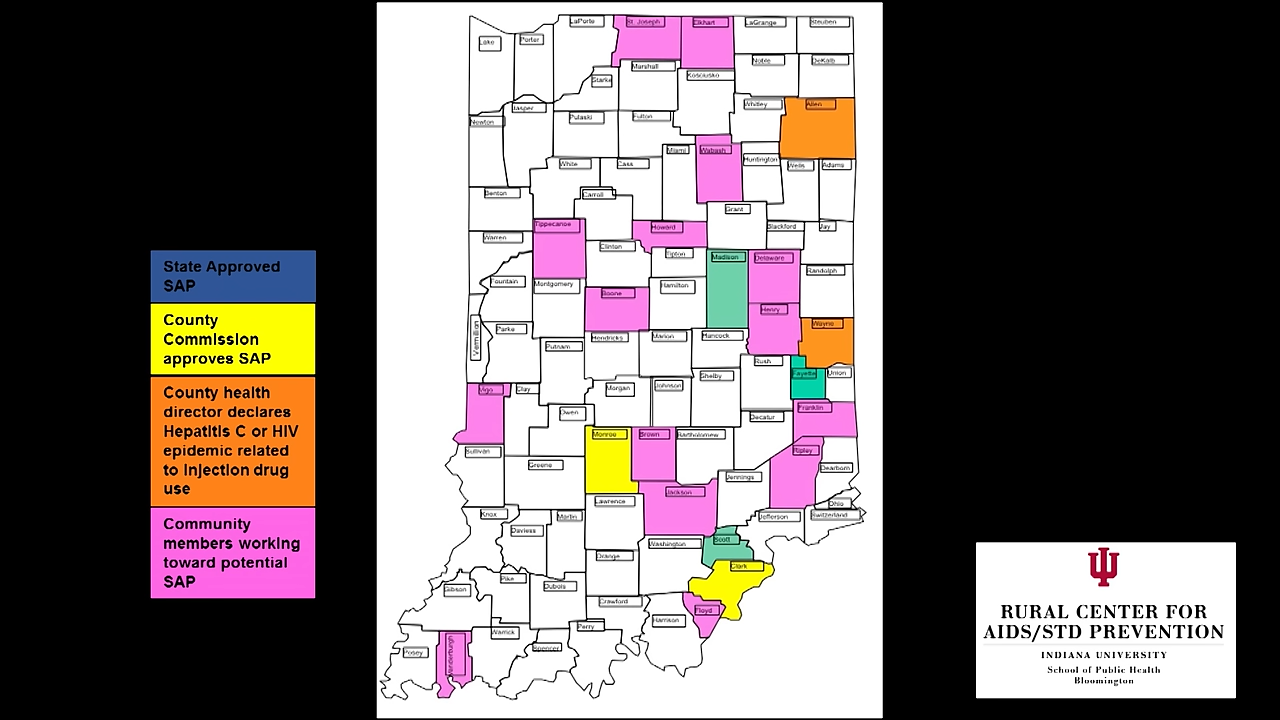 State Approved
SAP
County
Commission
approves SAP
County health
director declares
Hepatitis C or HIV
epidemic related
to injection drug
use
Community
members working
toward potential
SAP
LaPorte
St. Joseph
Elkhart
LaGrange
Steuben
Lake
Porter
Noble
DeKalb
Marshall
Kosciusko
Starke
Whitley
Allen
Jasper
Newton
Pulaski
Fulton
Miami
Wabash
Huntington
Wells
Adams
White
Cass
Benton
Carroll
Grant
Blackford
Jay
Tippecanoe
Howard
Warren
Clinton
Tipton
Madison
Delaware
Randolph
Fountain
Montgomery
Boone
Hamilton
Henry
Wayne
Vermillion
Parke
Putnam
Hendricks
Marion
Hancock
Rush
Fayette
Union
Shelby
Vigo
Clay
Morgan
Johnson
Franklin
Owen
Decatur
Monroe
Brown
Bartholomew
Ripley
Dearborn
Sullivan
Greene
Jennings
Jackson
Lawrence
Ohio
Switzerland
Jefferson
Knox
Martin
Daviess
Washington
Scott
Orange
Clark
Gibson
Pike
Dubois
Crawford
Floyd
Harrison
Perry
Warrick
Spencer
Posey
Vanderburgh
RURAL CENTER FOR
AIDS/STD PREVENTION
INDIANA UNIVERSITY
School of Public Health
Bloomington